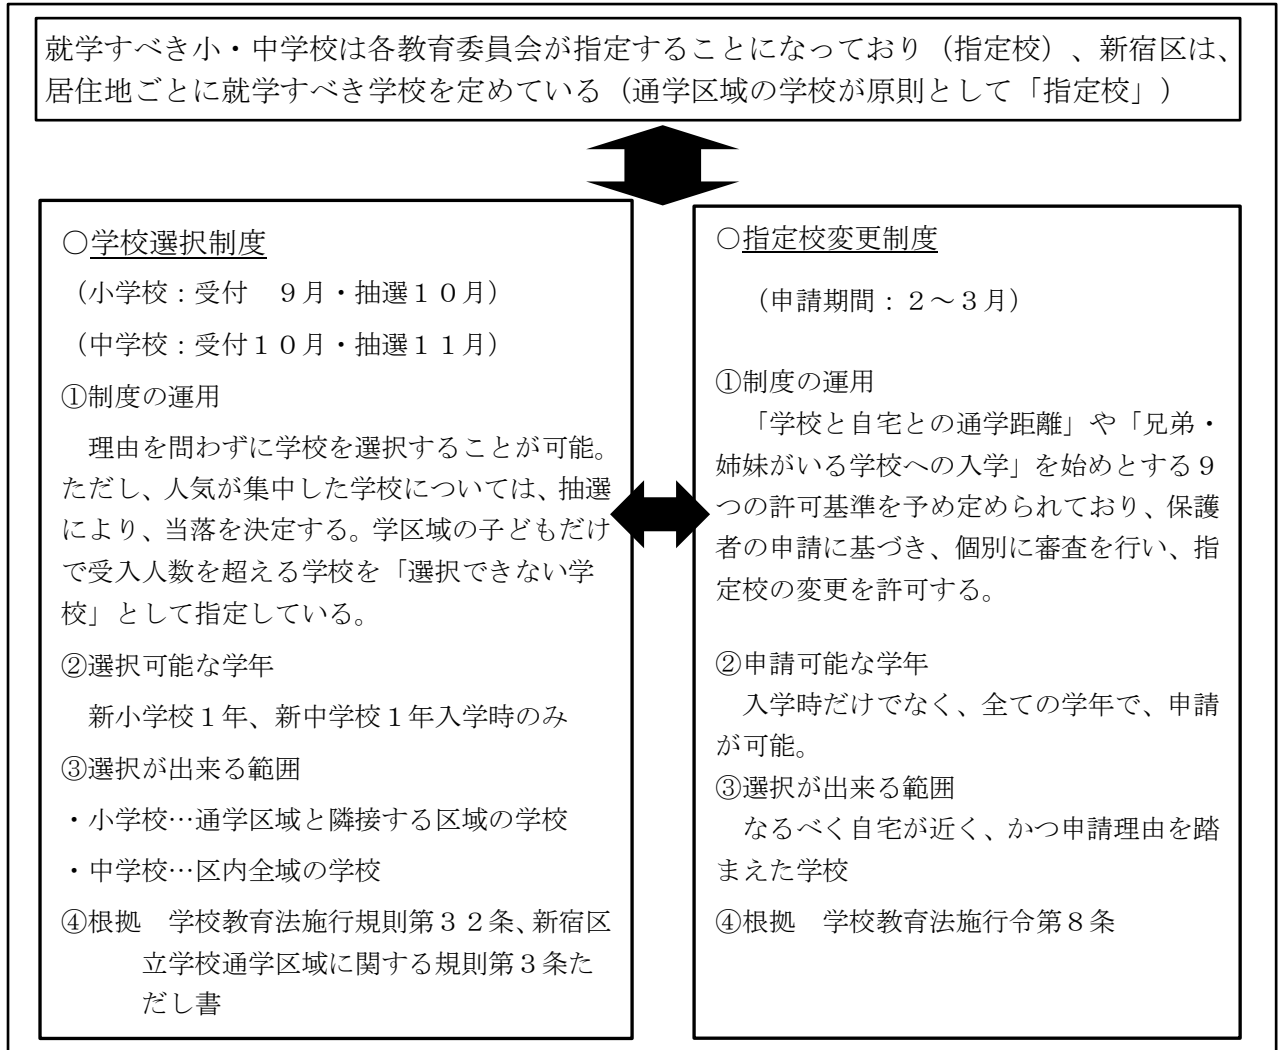 就学すべき小・中学校は各教育委員会が指定することになっており（指定校）、新宿区は、
居住地ごとに就学すべき学校を定めている（通学区域の学校が原則として「指定校」）
○学校選択制度
（小学校：受付　９月・抽選１０月）
（中学校：受付１０月・抽選１１月）
①制度の運用
理由を問わずに学校を選択することが可能。
ただし、人気が集中した学校については、抽選
により、当落を決定する。学区域の子どもだけ
で受入人数を超える学校を「選択できない学
校」として指定している。
②選択可能な学年
新小学校１年、新中学校１年入学時のみ
③選択が出来る範囲
・小学校…通学区域と隣接する区域の学校
・中学校…区内全域の学校
④根拠　学校教育法施行規則第３２条、新宿区
立学校通学区域に関する規則第３条た
だし書
○指定校変更制度
（申請期間：２～３月）
①制度の運用
「学校と自宅との通学距離」や「兄弟・
姉妹がいる学校への入学」を始めとする９
つの許可基準を予め定められており、保護
者の申請に基づき、個別に審査を行い、指
定校の変更を許可する。
②申請可能な学年
入学時だけでなく、全ての学年で、申請
が可能。
③選択が出来る範囲
なるべく自宅が近く、かつ申請理由を踏
まえた学校
④根拠　学校教育法施行令第８条